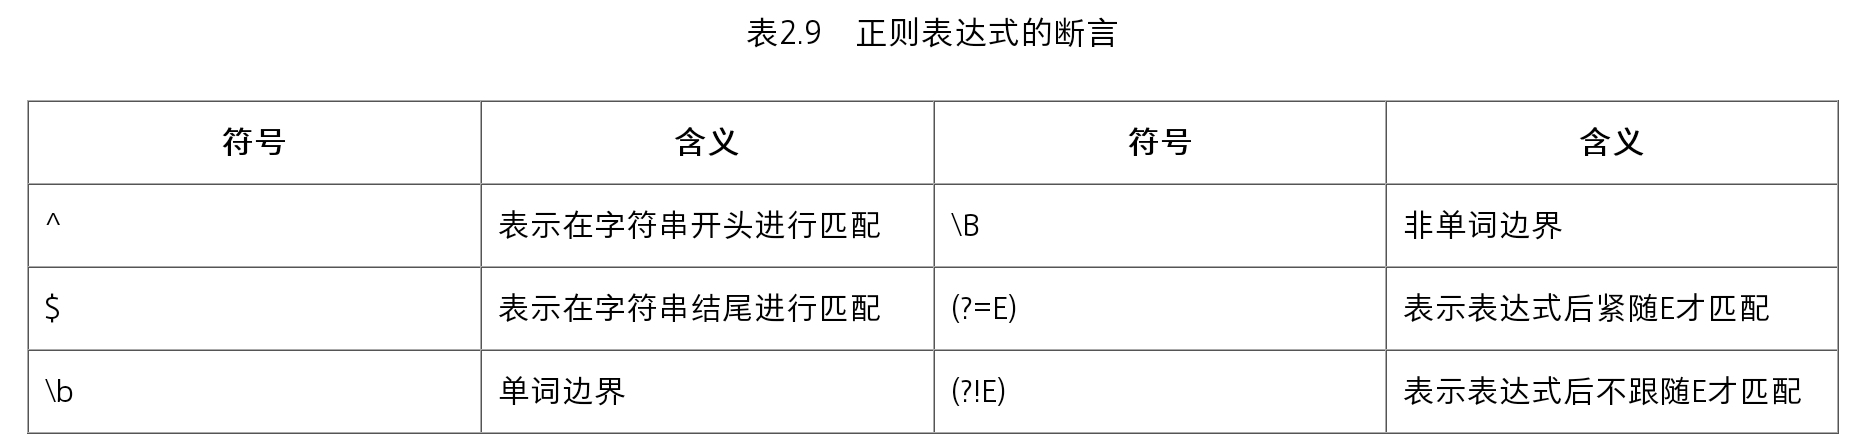 表2.9 正则表达式的断言
符号 含义 符号 含义
^ 表示在字符串开头进行匹配 \B 非单词边界
$ 表示在字符串结尾进行匹配 (?=E) 表示表达式后紧随E才匹配
\b 单词边界 (?!E) 表示表达式后不跟随E才匹配